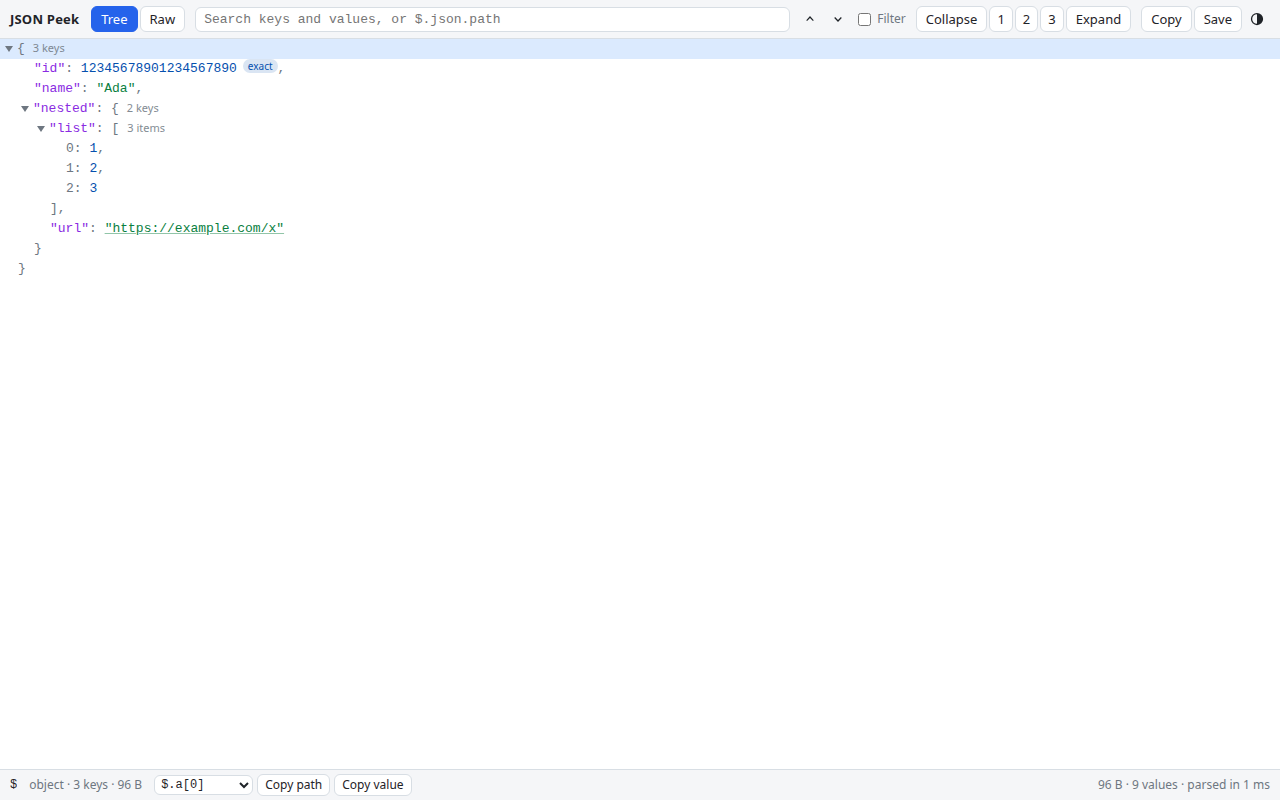 JSON Peek Tree Raw Search keys and values, or $.json.path Filter Collapse 1 2 3 Expand Copy Save
{ 3 keys
"id": 12345678901234567890 exact,
"name": "Ada",
"nested": { 2 keys
"list": [ 3 items
0: 1,
1: 2,
2: 3
],
"url": "https://example.com/x"
}
}
$ object · 3 keys · 96 B $.a[0] Copy path Copy value 96 B · 9 values · parsed in 1 ms